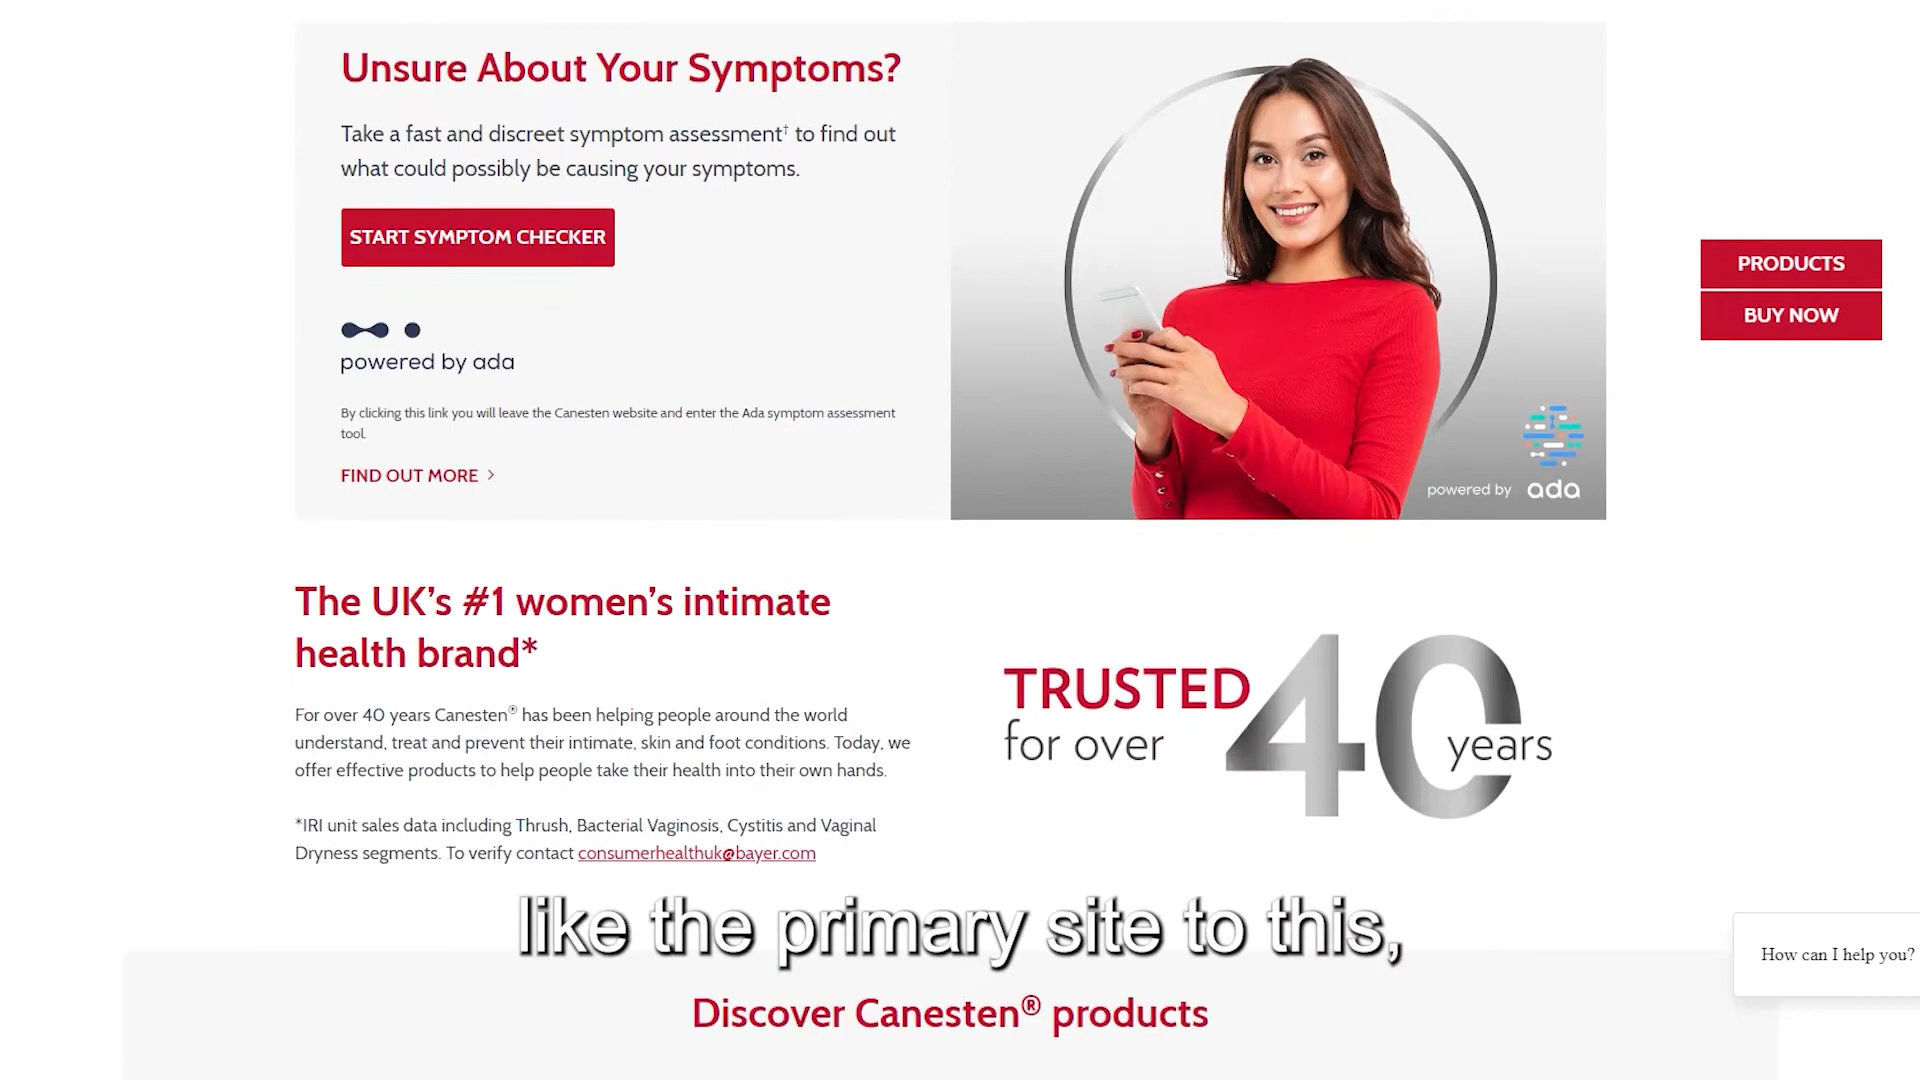 Unsure About Your Symptoms?
Take a fast and discreet symptom assessment† to find out
what could possibly be causing your symptoms.
START SYMPTOM CHECKER
powered by ada
By clicking this link you will leave the Canesten website and enter the Ada symptom assessment
tool.
FIND OUT MORE >
powered by ada
PRODUCTS
BUY NOW
The UK's #1 women's intimate
health brand*
For over 40 years Canesten® has been helping people around the world
understand, treat and prevent their intimate, skin and foot conditions. Today, we
offer effective products to help people take their health into their own hands.
*IRI unit sales data including Thrush, Bacterial Vaginosis, Cystitis and Vaginal
Dryness segments. To verify contact consumerhealthuk@bayer.com
TRUSTED
for over 40 years
like the primary site to this,
How can I help you?
Discover Canesten® products